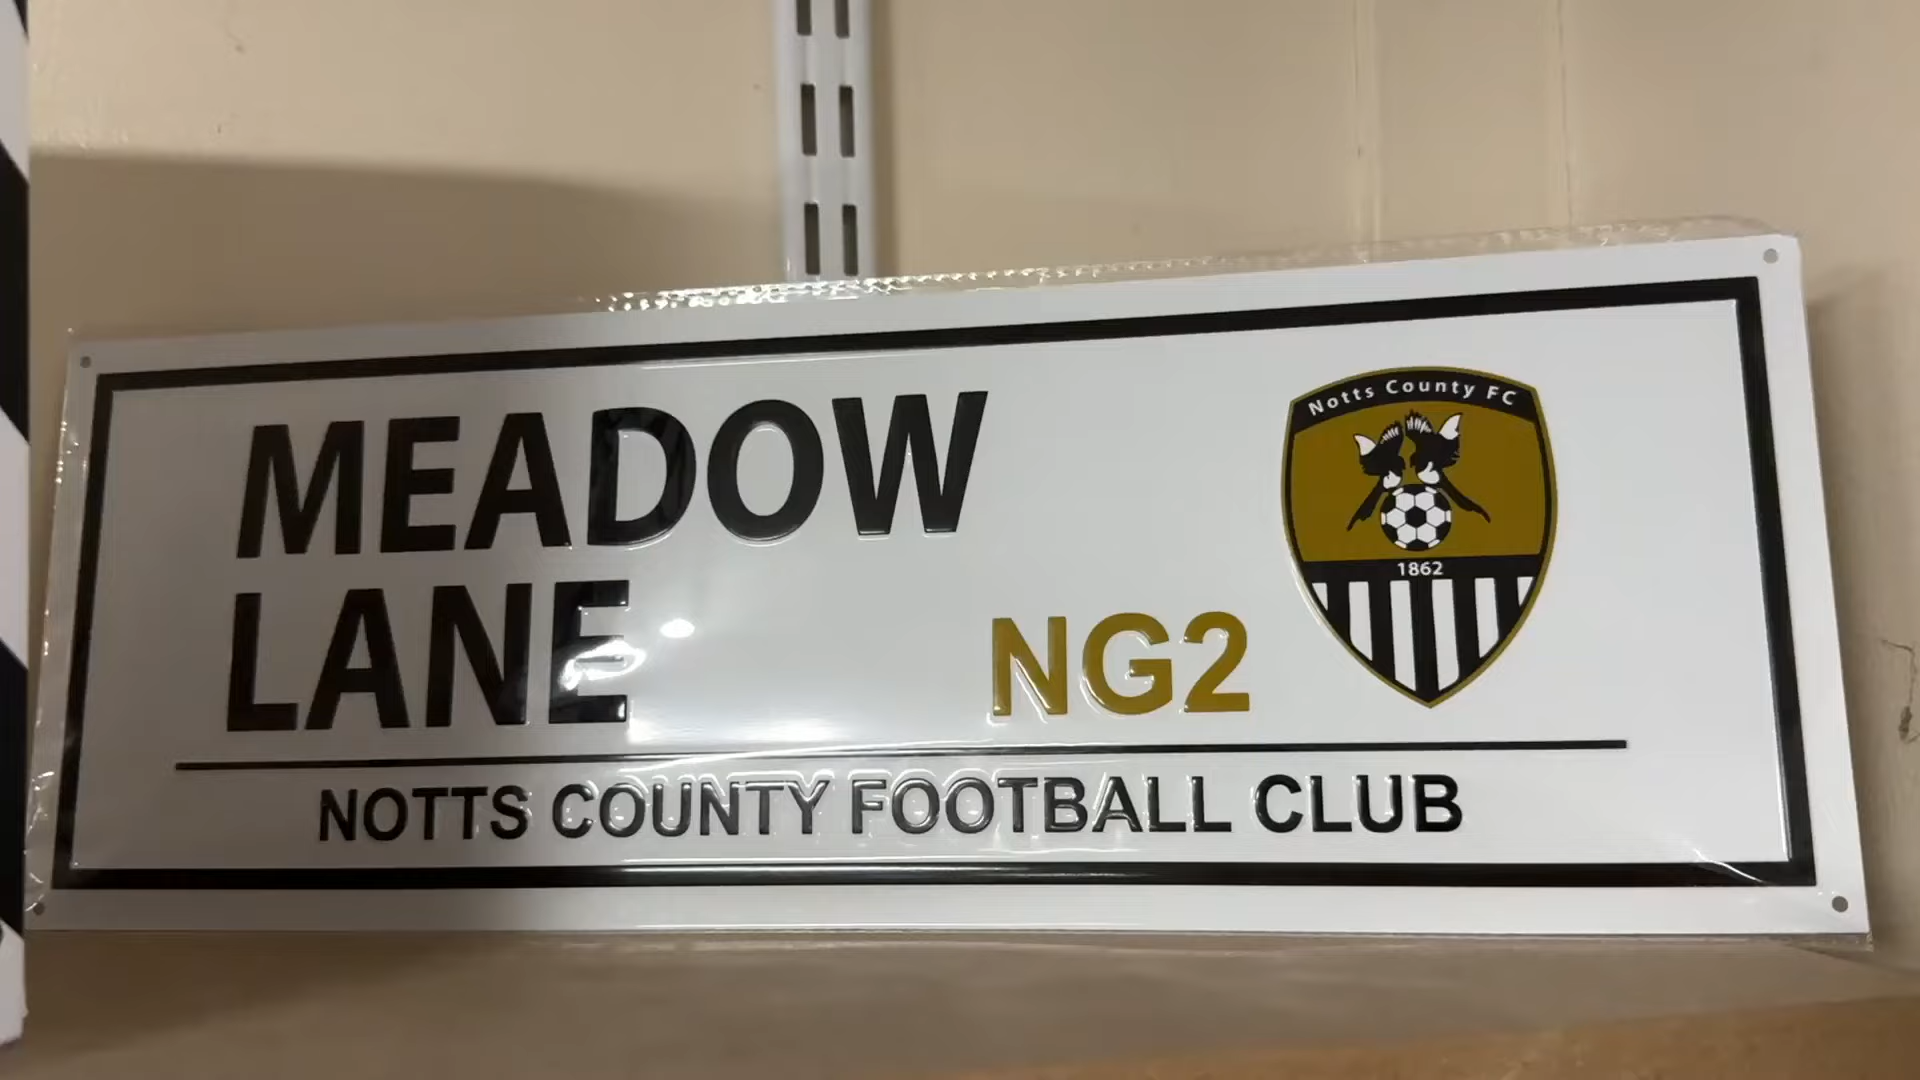 MEADOW
LANE
NG2
Notts County FC
1862
NOTTS COUNTY FOOTBALL CLUB